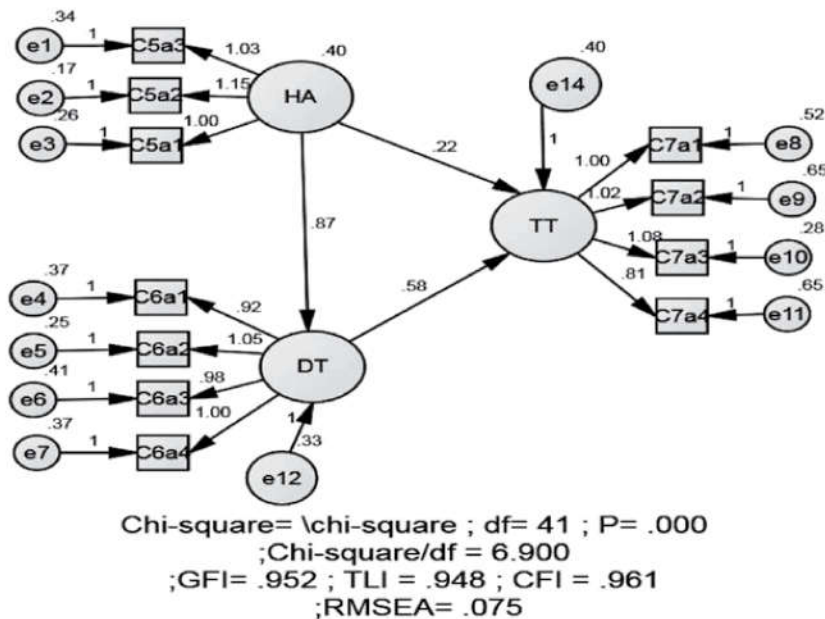 .34
e1 1 C5a3 1.03 .40 .40
.17
e2 1 C5a2 1.15 HA e14
.26
e3 1 C5a1 1.00 .22 1 C7a1 1 e8 .52
1.00
.65
1.02 C7a2 1 e9
.87 TT
.28
1.08 C7a3 1 e10
.37 .58 .81 .65
e4 1 C6a1 .92 C7a4 1 e11
.25
e5 1 C6a2 1.05
.41 DT
e6 1 C6a3 .98
.37 1.00
e7 1 C6a4 1 .33
e12
Chi-square= \chi-square ; df= 41 ; P= .000
;Chi-square/df = 6.900
;GFI= .952 ; TLI = .948 ; CFI = .961
;RMSEA= .075